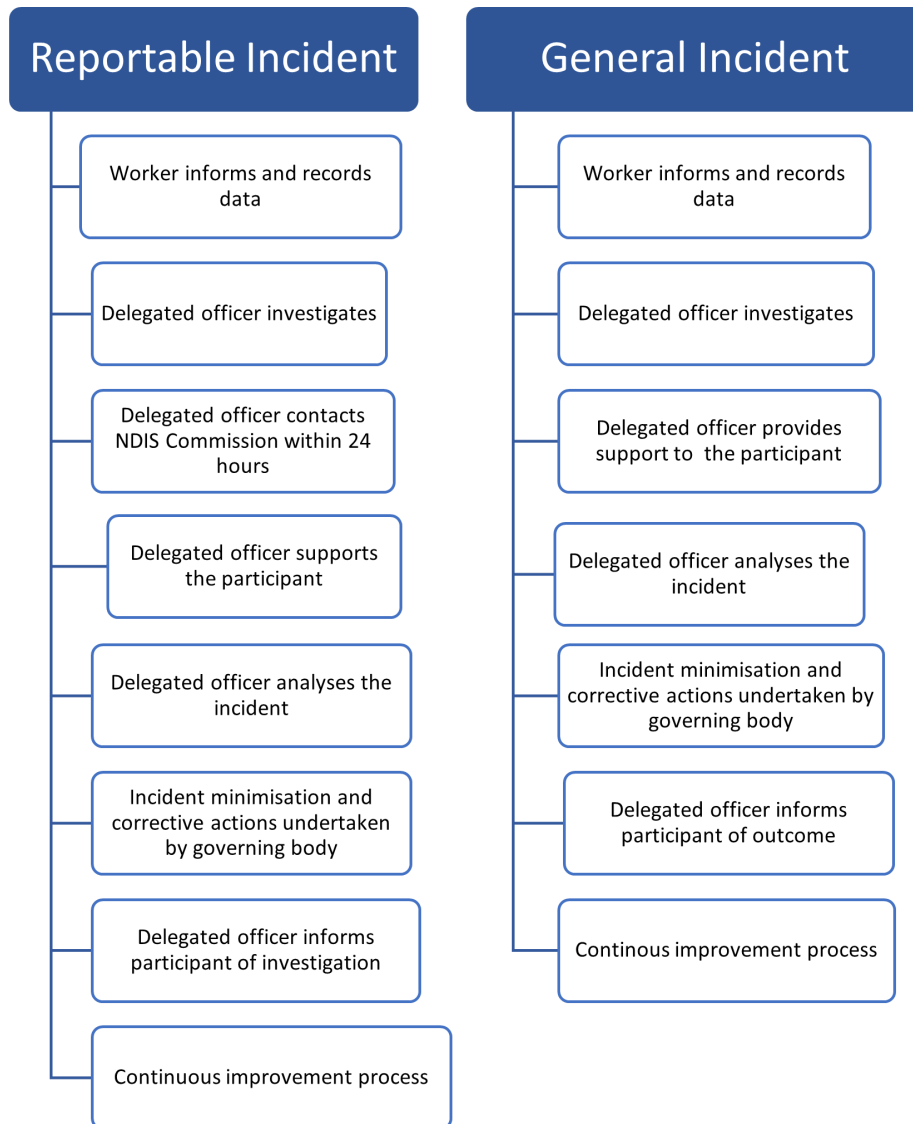 Reportable Incident
Worker informs and records
data
Delegated officer investigates
Delegated officer contacts
NDIS Commission within 24
hours
Delegated officer supports
the participant
Delegated officer analyses the
incident
Incident minimisation and
corrective actions undertaken
by governing body
Delegated officer informs
participant of investigation
Continuous improvement process
General Incident
Worker informs and records
data
Delegated officer investigates
Delegated officer provides
support to the participant
Delegated officer analyses the
incident
Incident minimisation and
corrective actions undertaken by
governing body
Delegated officer informs
participant of outcome
Continous improvement process